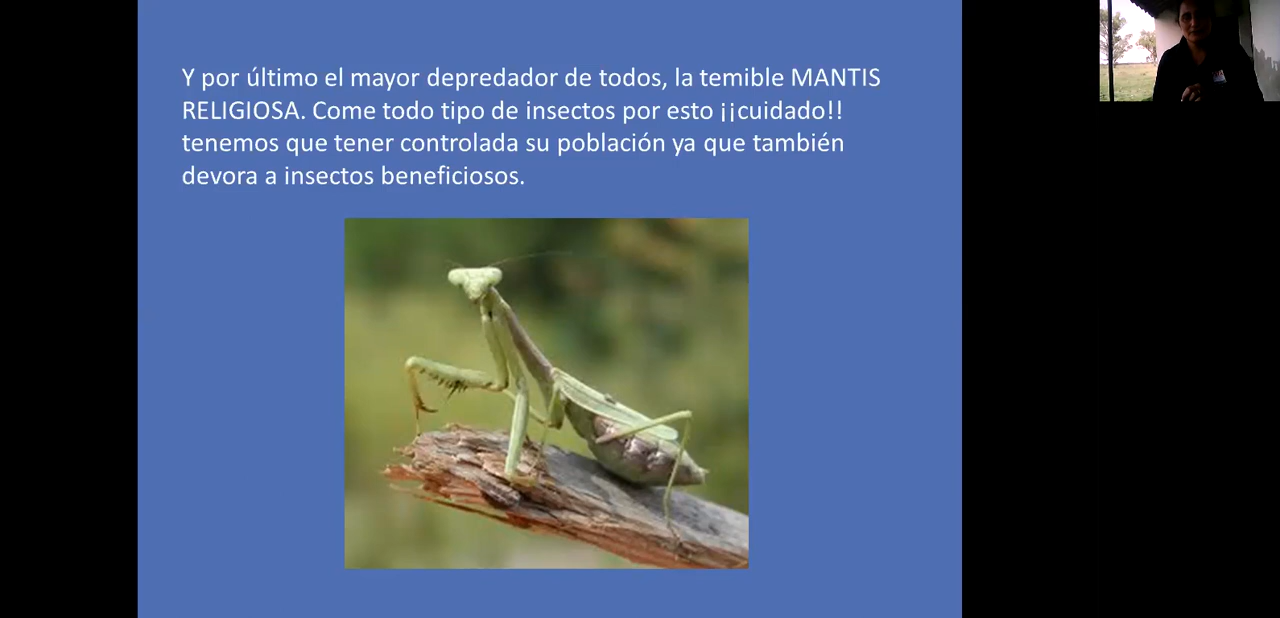 Y por último el mayor depredador de todos, la temible MANTIS
RELIGIOSA. Come todo tipo de insectos por esto ¡¡cuidado!!
tenemos que tener controlada su población ya que también
devora a insectos beneficiosos.